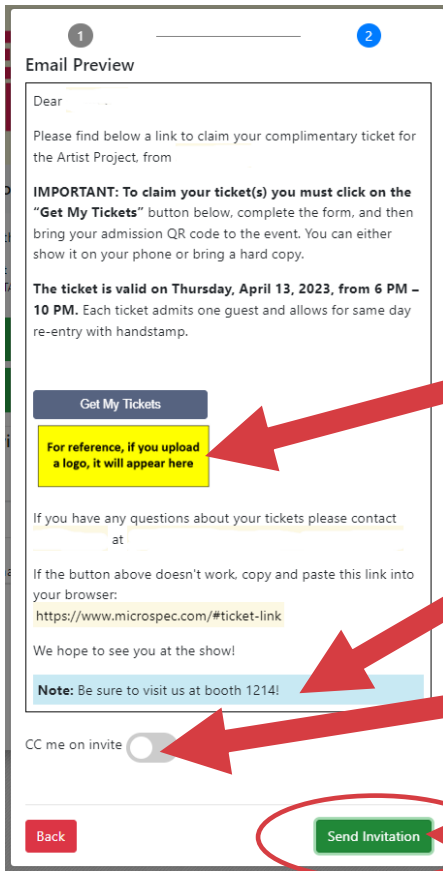 1
2
Email Preview
Dear
Please find below a link to claim your complimentary ticket for
the Artist Project, from
IMPORTANT: To claim your ticket(s) you must click on the
“Get My Tickets” button below, complete the form, and then
bring your admission QR code to the event. You can either
show it on your phone or bring a hard copy.
The ticket is valid on Thursday, April 13, 2023, from 6 PM –
10 PM. Each ticket admits one guest and allows for same day
re-entry with handstamp.
Get My Tickets
For reference, if you upload
a logo, it will appear here
If you have any questions about your tickets please contact
at
If the button above doesn't work, copy and paste this link into
your browser:
https://www.microspec.com/#ticket-link
We hope to see you at the show!
Note: Be sure to visit us at booth 1214!
CC me on invite
Back
Send Invitation